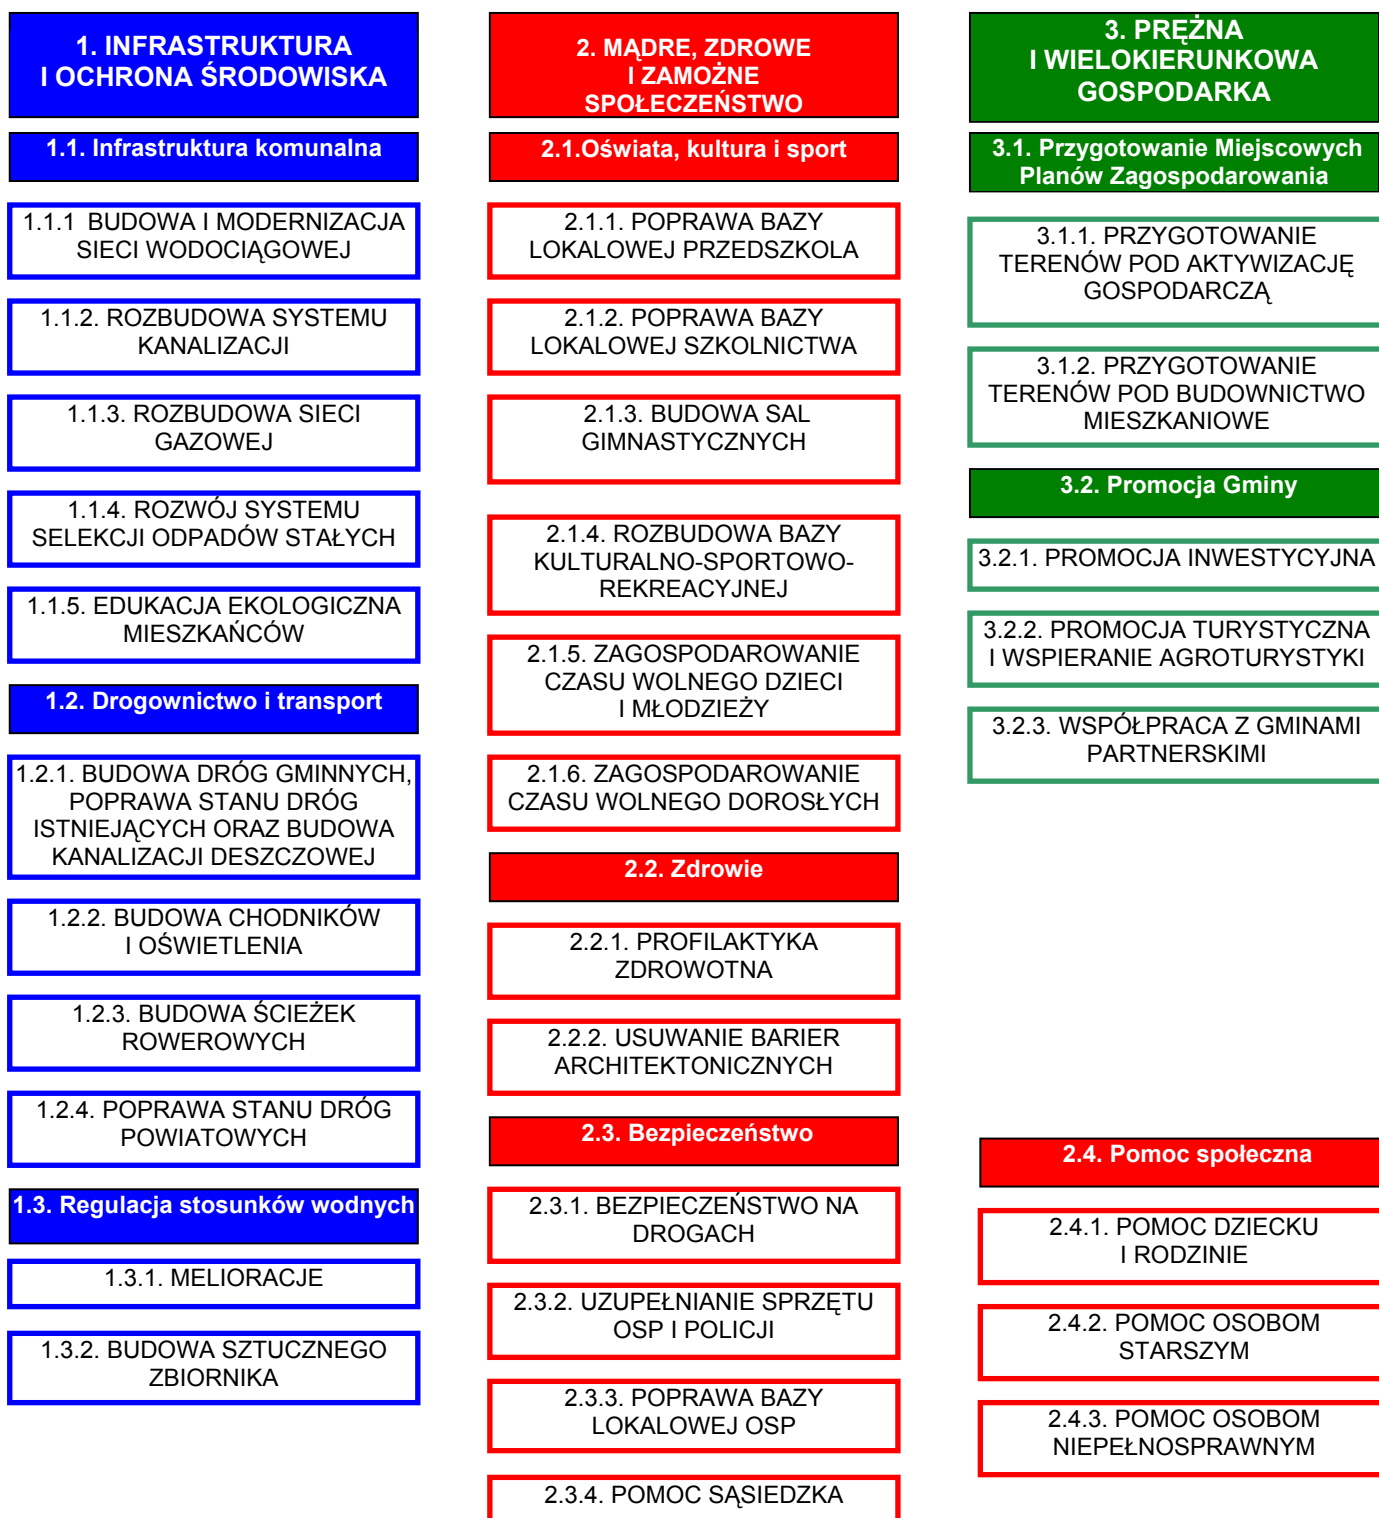 1. INFRASTRUKTURA
I OCHRONA ŚRODOWISKA
1.1. Infrastruktura komunalna
1.1.1  BUDOWA I MODERNIZACJA
SIECI WODOCIĄGOWEJ
1.1.2. ROZBUDOWA SYSTEMU
KANALIZACJI
1.1.3. ROZBUDOWA SIECI
GAZOWEJ
1.1.4. ROZWÓJ SYSTEMU
SELEKCJI ODPADÓW STAŁYCH
1.1.5. EDUKACJA EKOLOGICZNA
MIESZKAŃCÓW
1.2. Drogownictwo i transport
1.2.1. BUDOWA DRÓG GMINNYCH,
POPRAWA STANU DRÓG
ISTNIEJĄCYCH ORAZ BUDOWA
KANALIZACJI DESZCZOWEJ
1.2.2. BUDOWA CHODNIKÓW
I OŚWIETLENIA
1.2.3. BUDOWA ŚCIEŻEK
ROWEROWYCH
1.2.4. POPRAWA STANU DRÓG
POWIATOWYCH
1.3. Regulacja stosunków wodnych
1.3.1. MELIORACJE
1.3.2. BUDOWA SZTUCZNEGO
ZBIORNIKA
2. MĄDRE, ZDROWE
I ZAMOŻNE
SPOŁECZEŃSTWO
2.1.Oświata, kultura i sport
2.1.1. POPRAWA BAZY
LOKALOWEJ PRZEDSZKOLA
2.1.2. POPRAWA BAZY
LOKALOWEJ SZKOLNICTWA
2.1.3. BUDOWA SAL
GIMNASTYCZNYCH
2.1.4. ROZBUDOWA BAZY
KULTURALNO-SPORTOWO-
REKREACYJNEJ
2.1.5. ZAGOSPODAROWANIE
CZASU WOLNEGO DZIECI
I MŁODZIEŻY
2.1.6. ZAGOSPODAROWANIE
CZASU WOLNEGO DOROSŁYCH
2.2. Zdrowie
2.2.1. PROFILAKTYKA
ZDROWOTNA
2.2.2. USUWANIE BARIER
ARCHITEKTONICZNYCH
2.3. Bezpieczeństwo
2.3.1. BEZPIECZEŃSTWO NA
DROGACH
2.3.2. UZUPEŁNIANIE SPRZĘTU
OSP I POLICJI
2.3.3. POPRAWA BAZY
LOKALOWEJ OSP
2.3.4. POMOC SĄSIEDZKA
3. PRĘŻNA
I WIELOKIERUNKOWA
GOSPODARKA
3.1. Przygotowanie Miejscowych
Planów Zagospodarowania
3.1.1. PRZYGOTOWANIE
TERENÓW POD AKTYWIZACJĘ
GOSPODARCZĄ
3.1.2. PRZYGOTOWANIE
TERENÓW POD BUDOWNICTWO
MIESZKANIOWE
3.2. Promocja Gminy
3.2.1. PROMOCJA INWESTYCYJNA
3.2.2. PROMOCJA TURYSTYCZNA
I WSPIERANIE AGROTURYSTYKI
3.2.3. WSPÓŁPRACA Z GMINAMI
PARTNERSKIMI
2.4. Pomoc społeczna
2.4.1. POMOC DZIECKU
I RODZINIE
2.4.2. POMOC OSOBOM
STARSZYM
2.4.3. POMOC OSOBOM
NIEPEŁNOSPRAWNYM